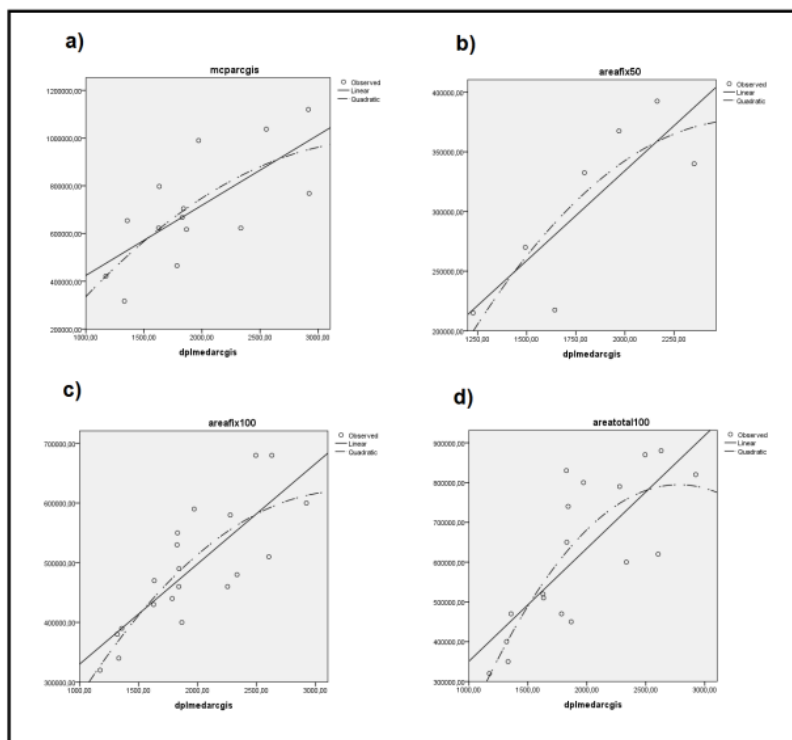 a)
mcparcgis
Observed
Linear
Quadratic
1200000,00
1000000,00
800000,00
600000,00
400000,00
200000,00
1000,00 1500,00 2000,00 2500,00 3000,00
dplmedarcgis
b)
areafix50
Observed
Linear
Quadratic
400000,00
350000,00
300000,00
250000,00
200000,00
1250,00 1500,00 1750,00 2000,00 2250,00
dplmedarcgis
c)
areafix100
Observed
Linear
Quadratic
700000,00
600000,00
500000,00
400000,00
300000,00
1000,00 1500,00 2000,00 2500,00 3000,00
dplmedarcgis
d)
areatotal100
Observed
Linear
Quadratic
900000,00
800000,00
700000,00
600000,00
500000,00
400000,00
300000,00
1000,00 1500,00 2000,00 2500,00 3000,00
dplmedarcgis